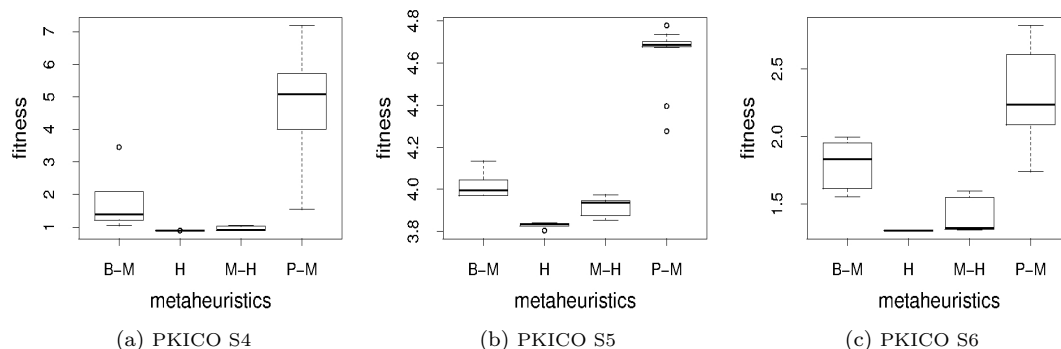 7
6
5
4
3
2
1
fitness
B–M H M–H P–M
metaheuristics
(a) PKICO S4
4.8
4.6
4.4
4.2
4.0
3.8
fitness
B–M H M–H P–M
metaheuristics
(b) PKICO S5
2.5
2.0
1.5
fitness
B–M H M–H P–M
metaheuristics
(c) PKICO S6